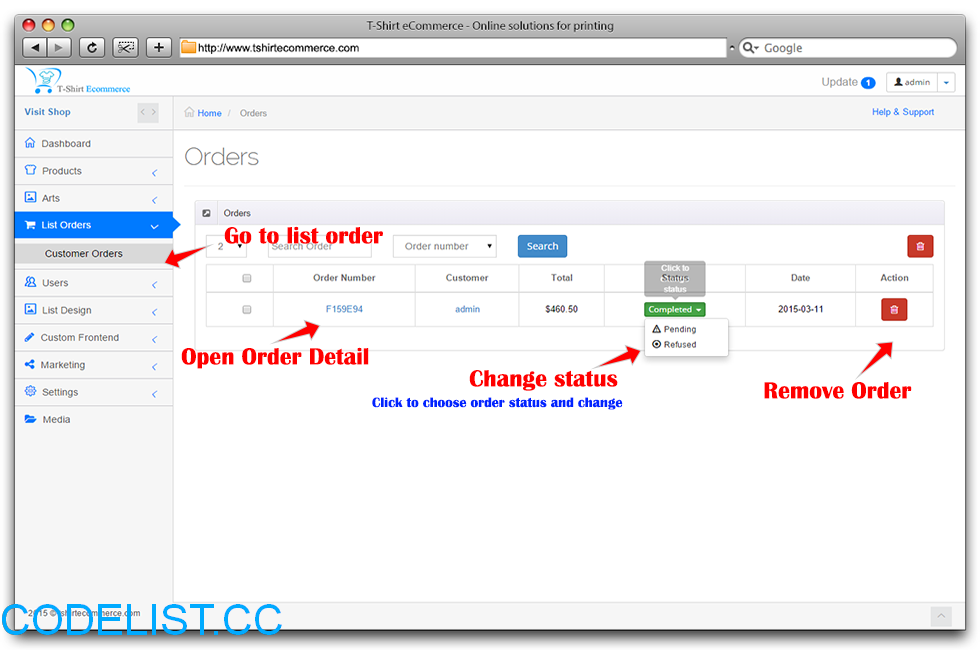 T-Shirt eCommerce - Online solutions for printing
http://www.tshirtecommerce.com
Google
T-Shirt Ecommerce
Update 1
admin
Visit Shop
Home / Orders
Help & Support
Dashboard
Products
Arts
List Orders
Customer Orders
Users
List Design
Custom Frontend
Marketing
Settings
Media
Orders
Orders
Go to list order
2
Search Order
Order number
Search
Order Number
Customer
Total
Status
Click to
status
Date
Action
F159E94
admin
$460.50
Completed
2015-03-11
Pending
Refused
Open Order Detail
Change status
Click to choose order status and change
Remove Order
2015 © tshirtecommerce.com
CODELIST.CC